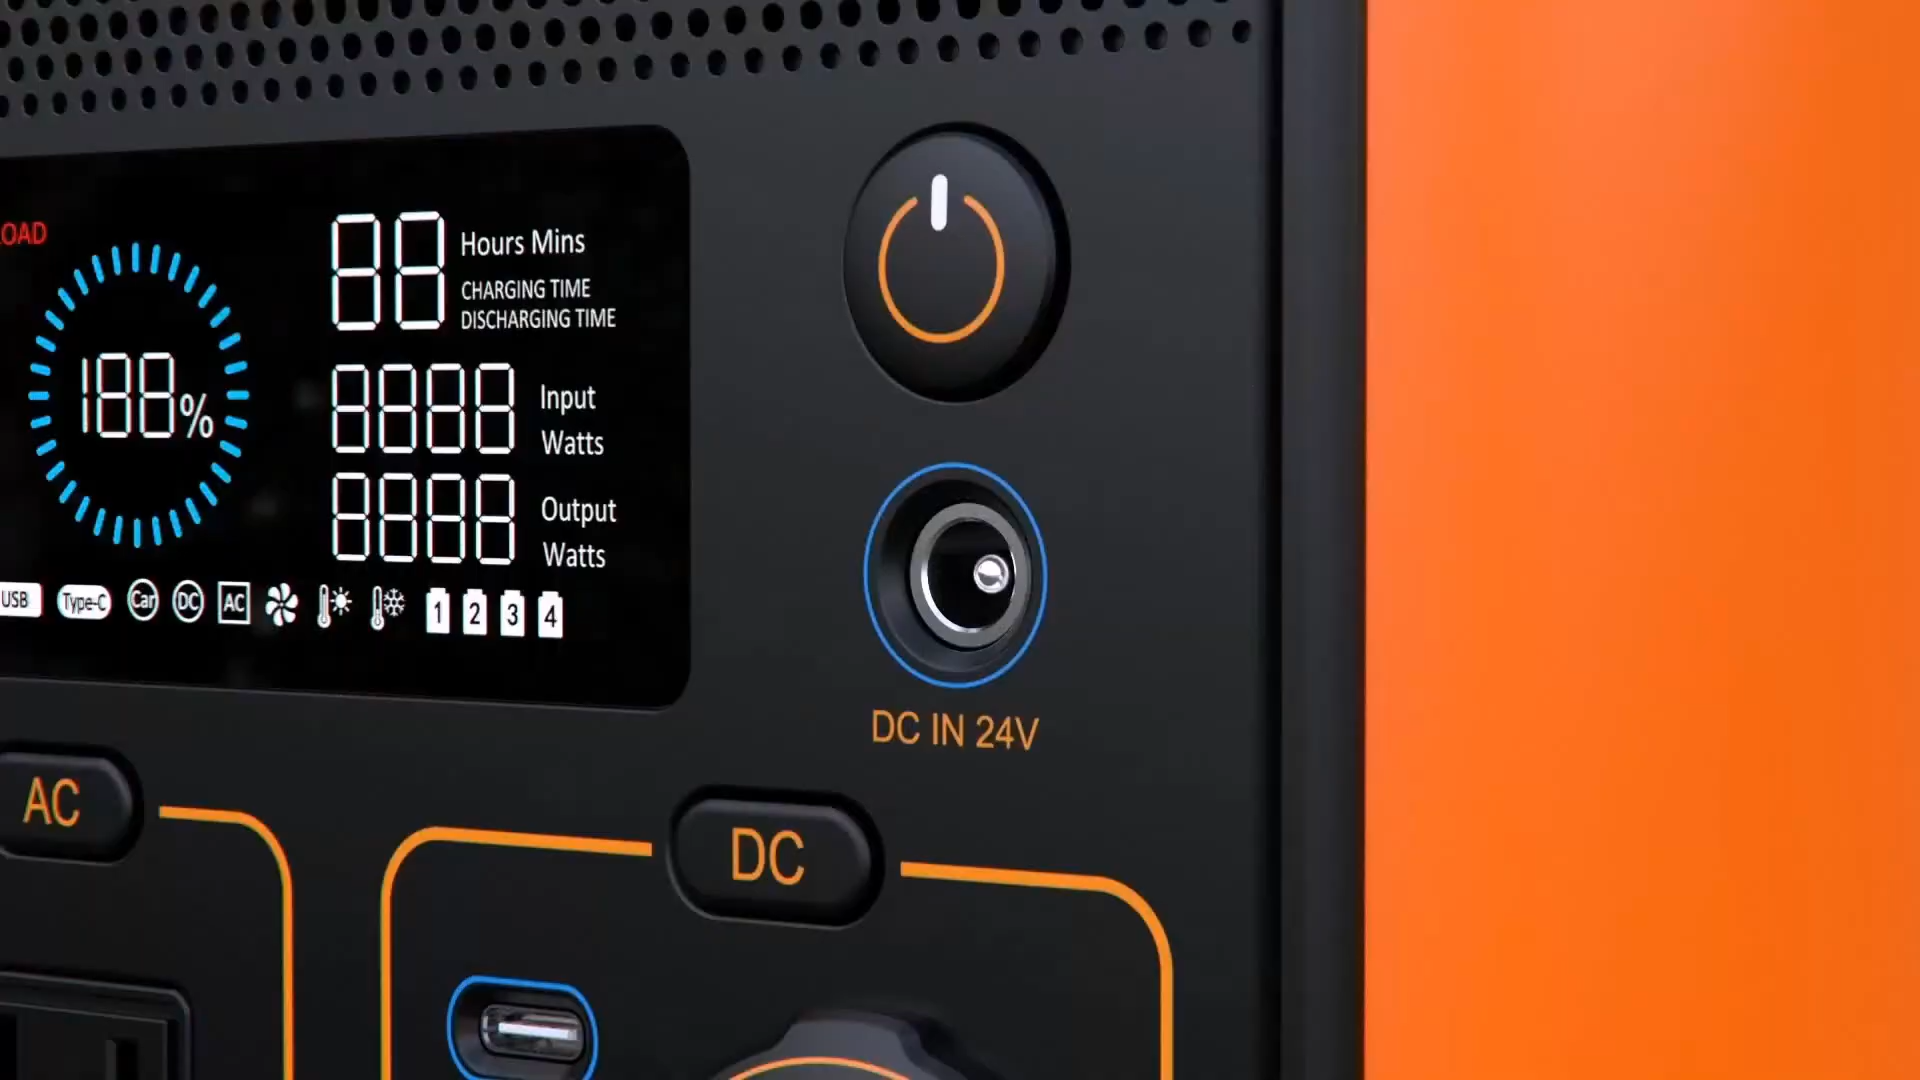 OAD
88 Hours Mins
CHARGING TIME
DISCHARGING TIME
188%
8888 Input
Watts
8888 Output
Watts
USB Type-C Car DC AC 1 2 3 4
DC IN 24V
AC
DC